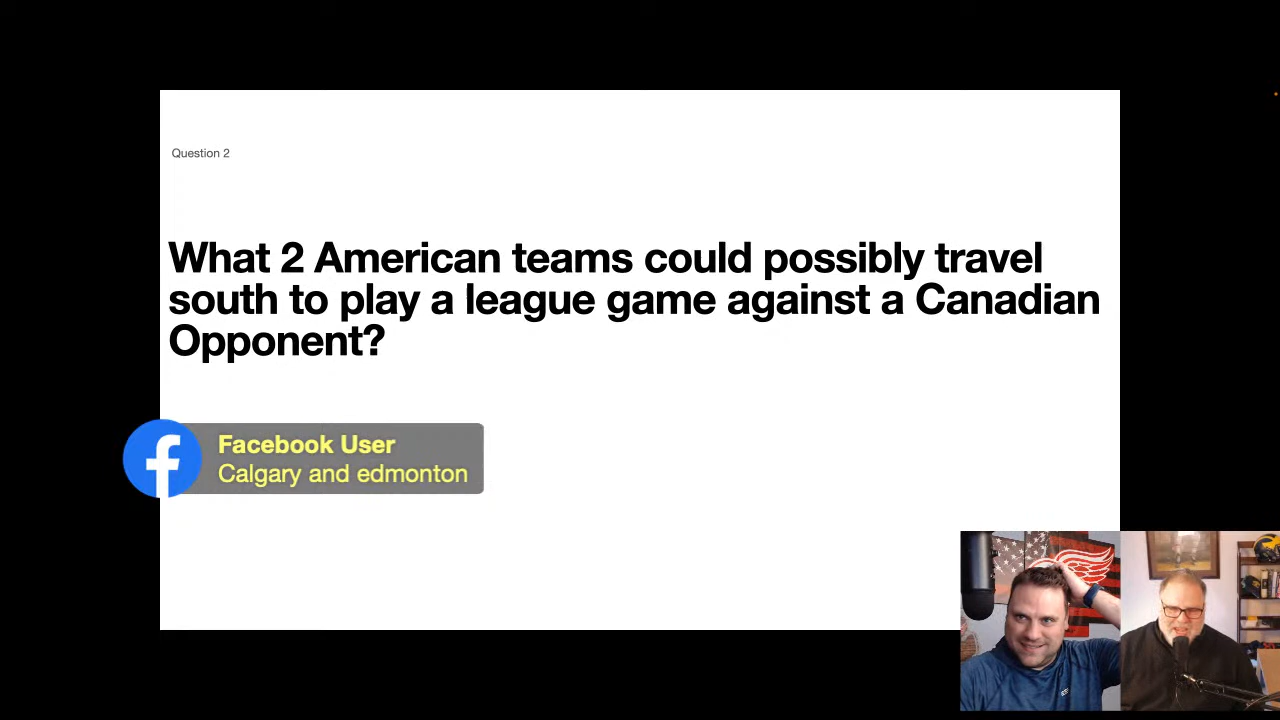 Question 2
What 2 American teams could possibly travel
south to play a league game against a Canadian
Opponent?
Facebook User
Calgary and edmonton